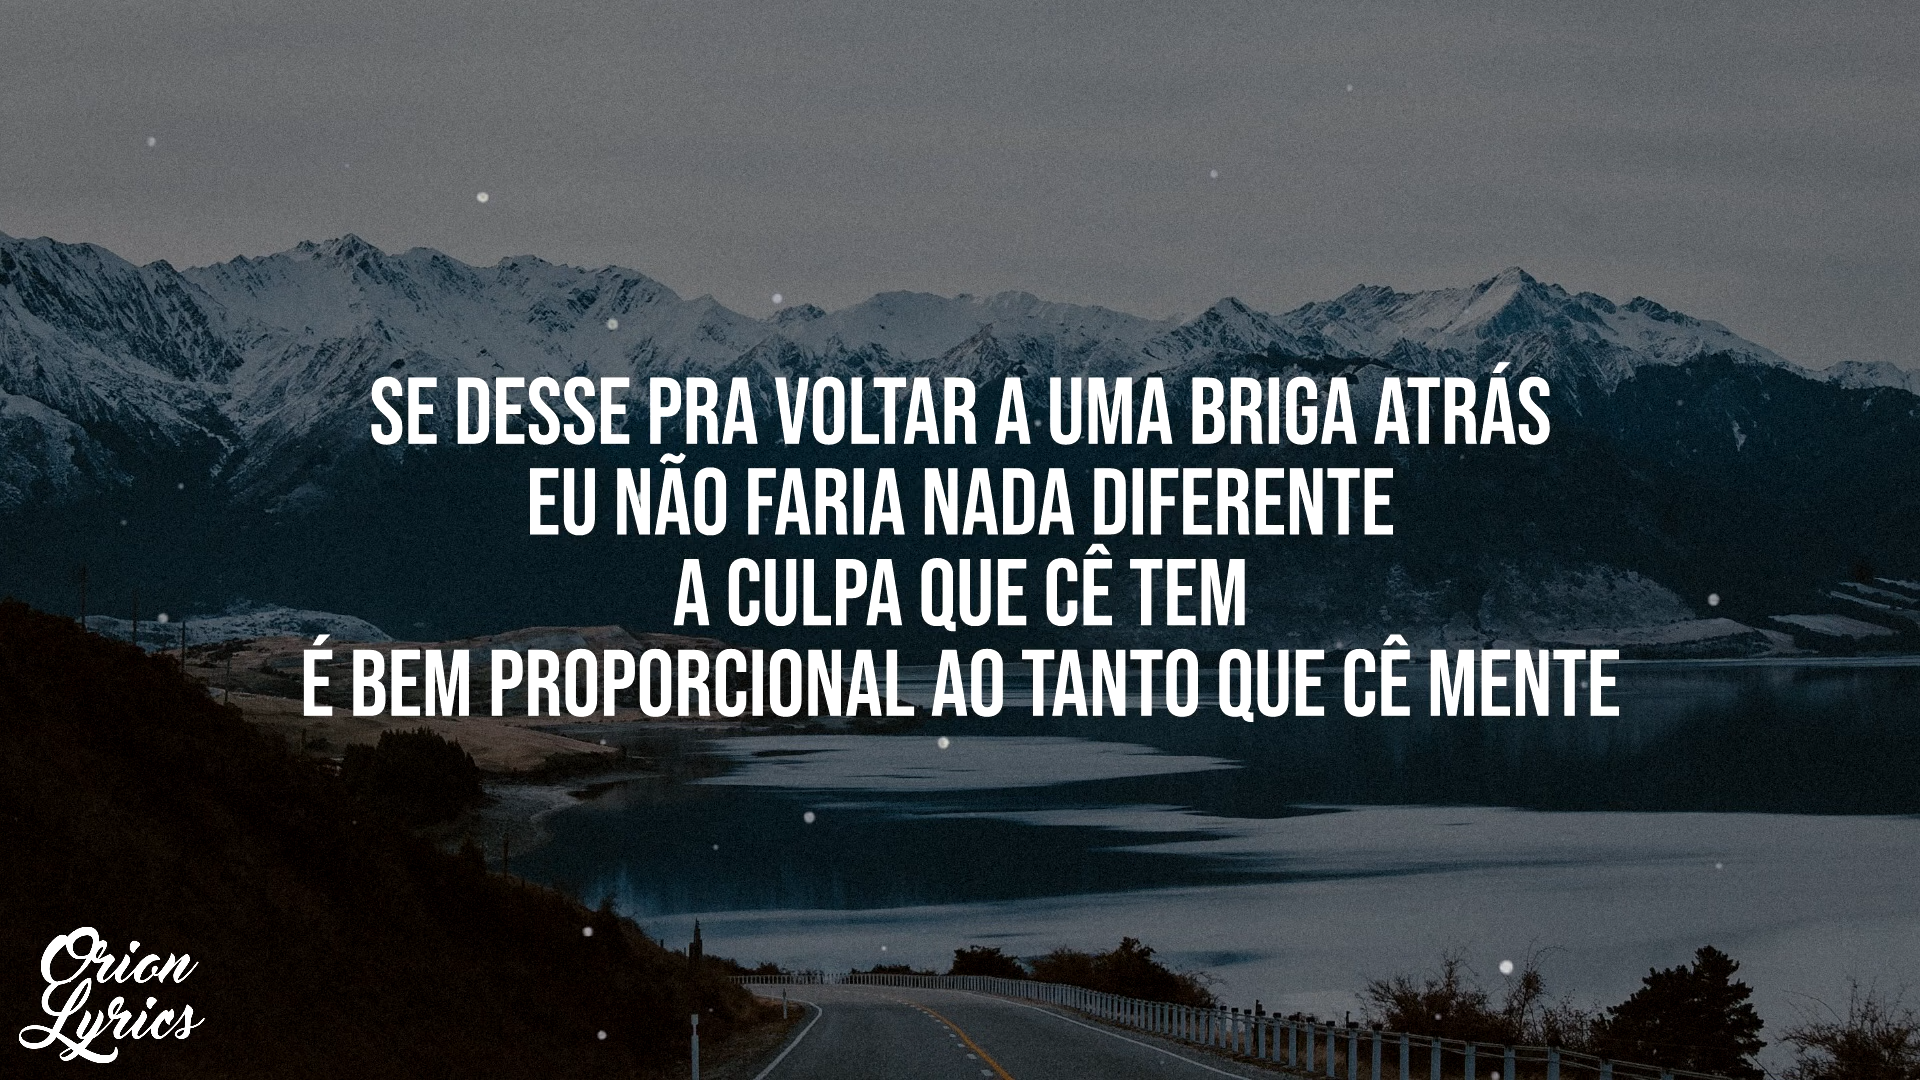 SE DESSE PRA VOLTAR A UMA BRIGA ATRÁS
EU NÃO FARIA NADA DIFERENTE
A CULPA QUE CÊ TEM
É BEM PROPORCIONAL AO TANTO QUE CÊ MENTE
Orion
Lyrics